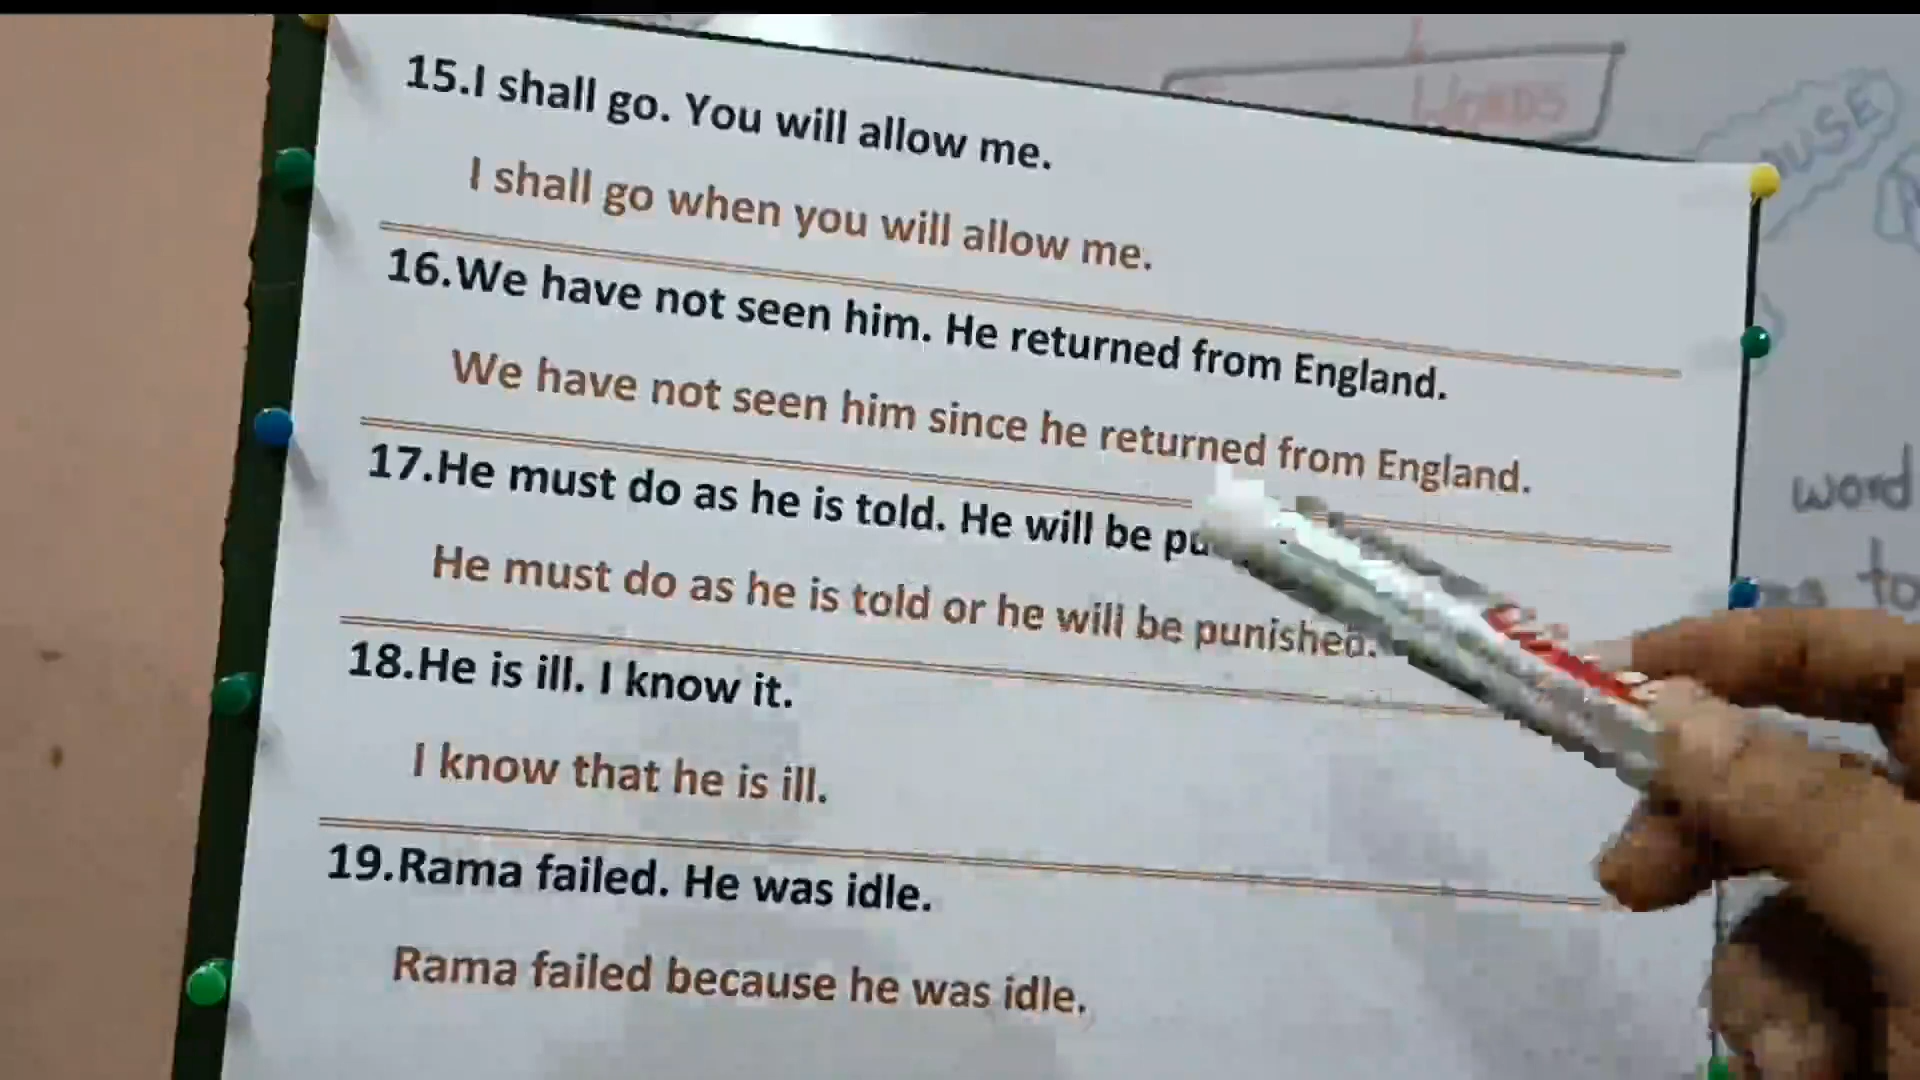 WORDS
15.I shall go. You will allow me.
I shall go when you will allow me.
16.We have not seen him. He returned from England.
We have not seen him since he returned from England.
17.He must do as he is told. He will be
He must do as he is told or he will be punished.
18.He is ill. I know it.
I know that he is ill.
19.Rama failed. He was idle.
Rama failed because he was idle.
word
to